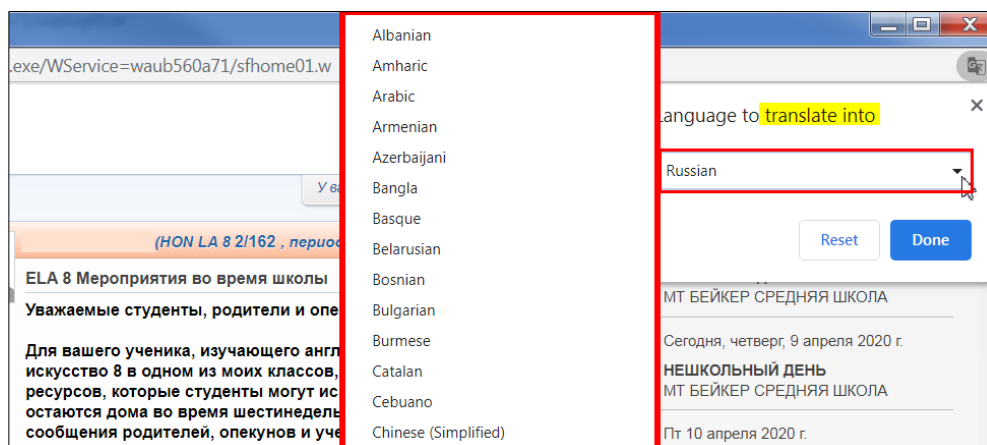 .exe/WService=waub560a71/sfhome01.w
У ва
(HON LA 8 2/162 , перио
ELA 8 Мероприятия во время школы
Уважаемые студенты, родители и опе
Для вашего ученика, изучающего англ
искусство 8 в одном из моих классов,
ресурсов, которые студенты могут ис
остаются дома во время шестинедель
сообщения родителей, опекунов и уче
Albanian
Amharic
Arabic
Armenian
Azerbaijani
Bangla
Basque
Belarusian
Bosnian
Bulgarian
Burmese
Catalan
Cebuano
Chinese (Simplified)
Language to translate into
Russian
Reset
Done
МТ БЕЙКЕР СРЕДНЯЯ ШКОЛА
Сегодня, четверг, 9 апреля 2020 г.
НЕШКОЛЬНЫЙ ДЕНЬ
МТ БЕЙКЕР СРЕДНЯЯ ШКОЛА
Пт 10 апреля 2020 г.